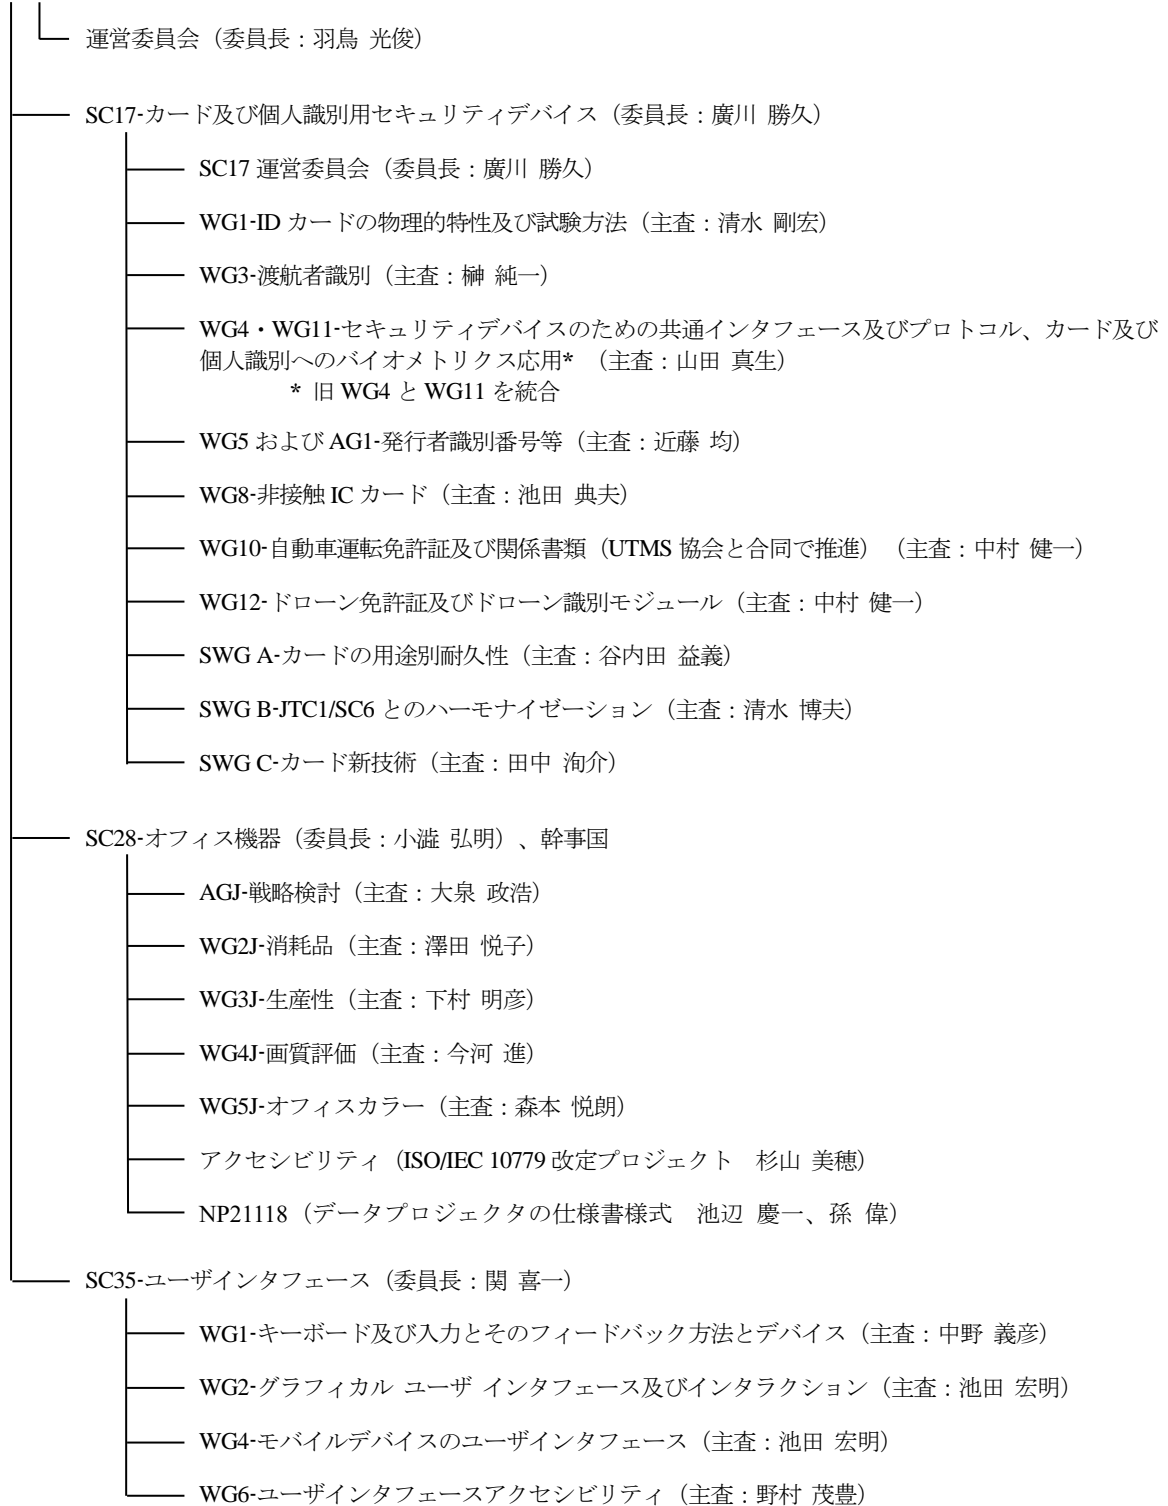 運営委員会（委員長：羽鳥 光俊）
SC17-カード及び個人識別用セキュリティデバイス（委員長：廣川 勝久）
SC17 運営委員会（委員長：廣川 勝久）
WG1-ID カードの物理的特性及び試験方法（主査：清水 剛宏）
WG3-渡航者識別（主査：榊 純一）
WG4・WG11-セキュリティデバイスのための共通インタフェース及びプロトコル、カード及び
個人識別へのバイオメトリクス応用* （主査：山田 真生）
* 旧 WG4 と WG11 を統合
WG5 および AG1-発行者識別番号等（主査：近藤 均）
WG8-非接触 IC カード（主査：池田 典夫）
WG10-自動車運転免許証及び関係書類（UTMS 協会と合同で推進）（主査：中村 健一）
WG12-ドローン免許証及びドローン識別モジュール（主査：中村 健一）
SWG A-カードの用途別耐久性（主査：谷内田 益義）
SWG B-JTC1/SC6 とのハーモナイゼーション（主査：清水 博夫）
SWG C-カード新技術（主査：田中 洵介）
SC28-オフィス機器（委員長：小澁 弘明）、幹事国
AGJ-戦略検討（主査：大泉 政浩）
WG2J-消耗品（主査：澤田 悦子）
WG3J-生産性（主査：下村 明彦）
WG4J-画質評価（主査：今河 進）
WG5J-オフィスカラー（主査：森本 悦朗）
アクセシビリティ（ISO/IEC 10779 改定プロジェクト　杉山 美穂）
NP21118（データプロジェクタの仕様書様式　池辺 慶一、孫 偉）
SC35-ユーザインタフェース（委員長：関 喜一）
WG1-キーボード及び入力とそのフィードバック方法とデバイス（主査：中野 義彦）
WG2-グラフィカル ユーザ インタフェース及びインタラクション（主査：池田 宏明）
WG4-モバイルデバイスのユーザインタフェース（主査：池田 宏明）
WG6-ユーザインタフェースアクセシビリティ（主査：野村 茂豊）